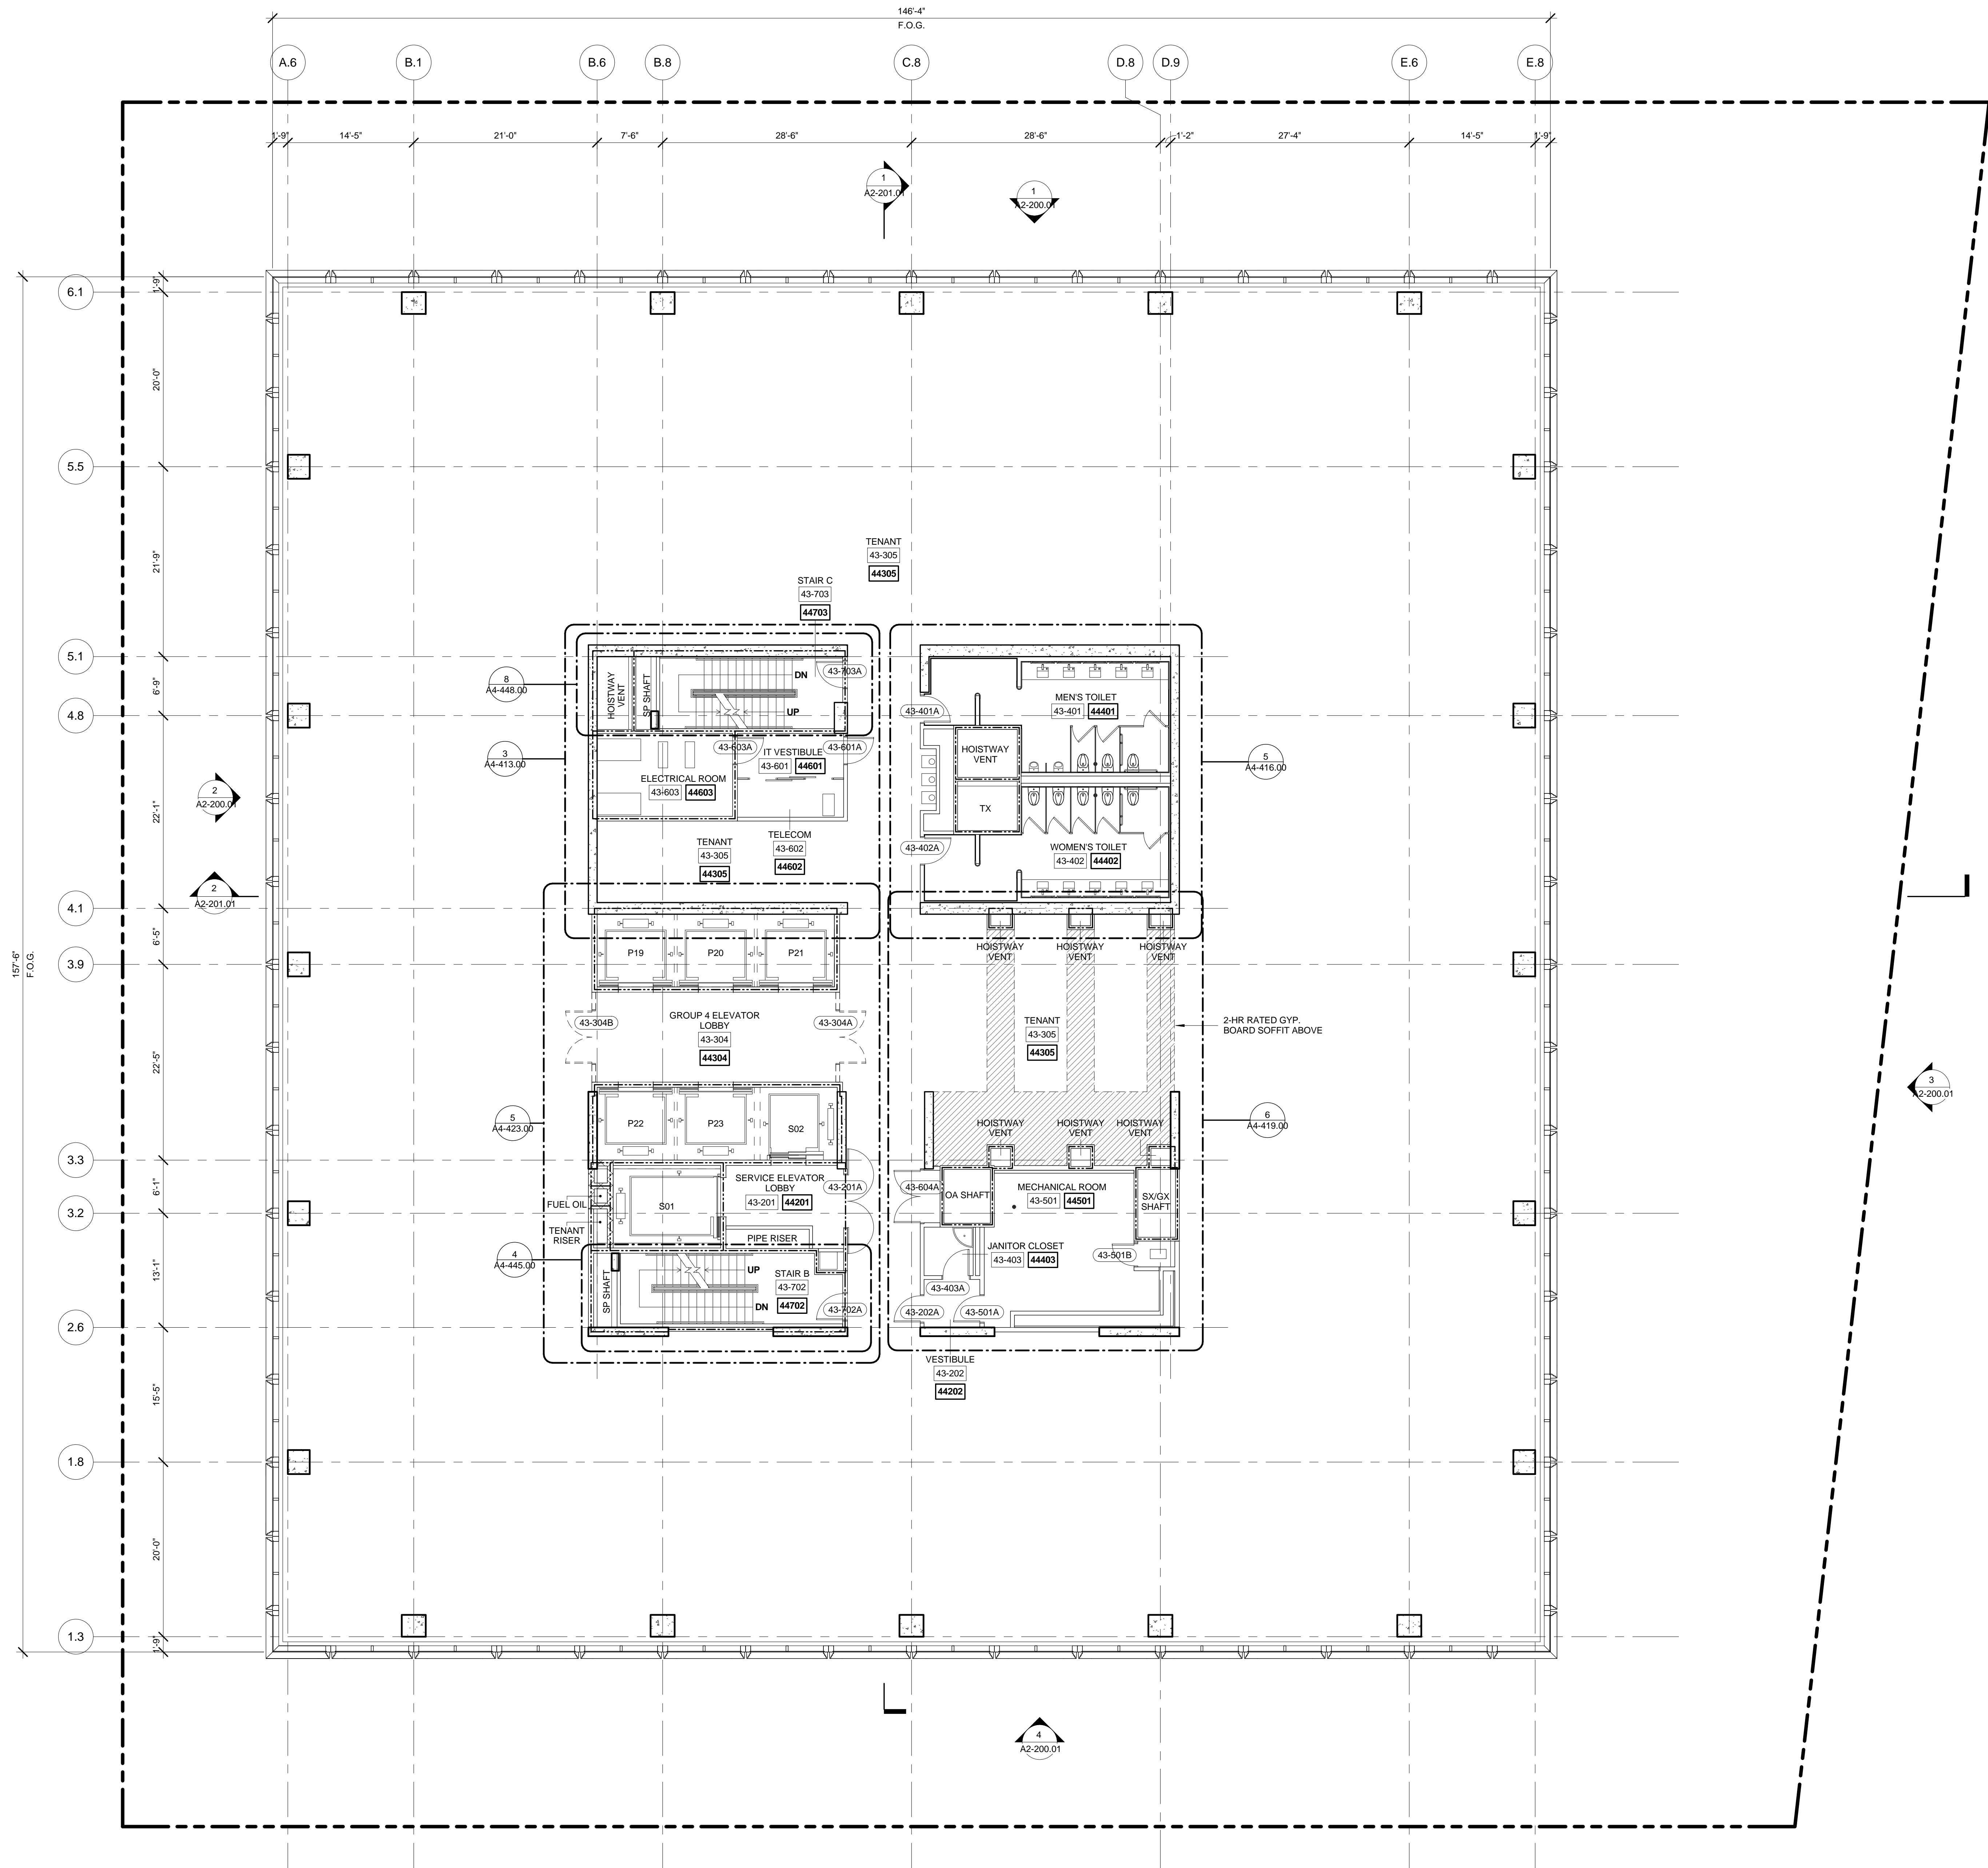 146'-4"
F.O.G.
A.6
B.1
B.6
B.8
C.8
D.8
D.9
E.6
E.8
1'-9"
14'-5"
21'-0"
7'-6"
28'-6"
28'-6"
1'-2"
27'-4"
14'-5"
1'-9"
1
A2-201.01
1
A2-200.01
6.1
5.5
5.1
4.8
4.1
3.9
3.3
3.2
2.6
1.8
1.3
1'-9"
20'-0"
21'-9"
6'-9"
22'-1"
6'-5"
22'-5"
6'-1"
13'-1"
15'-5"
20'-0"
1'-9"
157'-6"
F.O.G.
TENANT
43-305
44305
STAIR C
43-703
44703
8
A4-448.00
HOISTWAY
VENT
SP SHAFT
DN
UP
43-703A
3
A4-413.00
43-603A
43-601A
IT VESTIBULE
43-601 44601
ELECTRICAL ROOM
43-603 44603
TELECOM
43-602
44602
TENANT
43-305
44305
43-401A
MEN'S TOILET
43-401 44401
HOISTWAY
VENT
TX
43-402A
WOMEN'S TOILET
43-402 44402
5
A4-416.00
2
A2-200.01
2
A2-201.01
P19
P20
P21
HOISTWAY
VENT
HOISTWAY
VENT
HOISTWAY
VENT
43-304B
GROUP 4 ELEVATOR
LOBBY
43-304
44304
43-304A
TENANT
43-305
44305
2-HR RATED GYP.
BOARD SOFFIT ABOVE
3
A2-200.01
5
A4-423.00
P22
P23
S02
HOISTWAY
VENT
HOISTWAY
VENT
HOISTWAY
VENT
6
A4-419.00
SERVICE ELEVATOR
LOBBY
43-201 44201
43-201A
43-604A
OA SHAFT
MECHANICAL ROOM
43-501 44501
SX/GX
SHAFT
FUEL OIL
S01
TENANT
RISER
PIPE RISER
4
A4-445.00
SP SHAFT
UP
DN
STAIR B
43-702
44702
43-702A
JANITOR CLOSET
43-403 44403
43-501B
43-403A
43-202A
43-501A
VESTIBULE
43-202
44202
4
A2-200.01